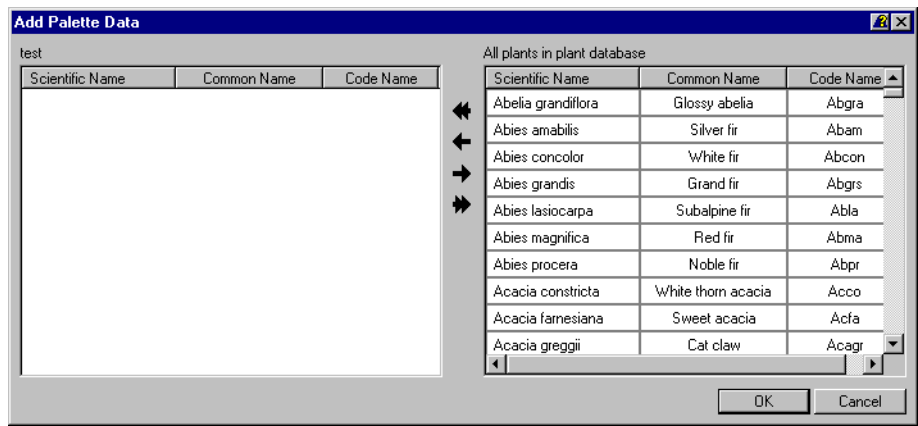 Add Palette Data
test
Scientific Name Common Name Code Name
All plants in plant database
Scientific Name Common Name Code Name
Abelia grandiflora Glossy abelia Abgra
Abies amabilis Silver fir Abam
Abies concolor White fir Abcon
Abies grandis Grand fir Abgrs
Abies lasiocarpa Subalpine fir Abla
Abies magnifica Red fir Abma
Abies procera Noble fir Abpr
Acacia constricta White thorn acacia Acco
Acacia farnesiana Sweet acacia Acfa
Acacia greggii Cat claw Acagr
OK Cancel